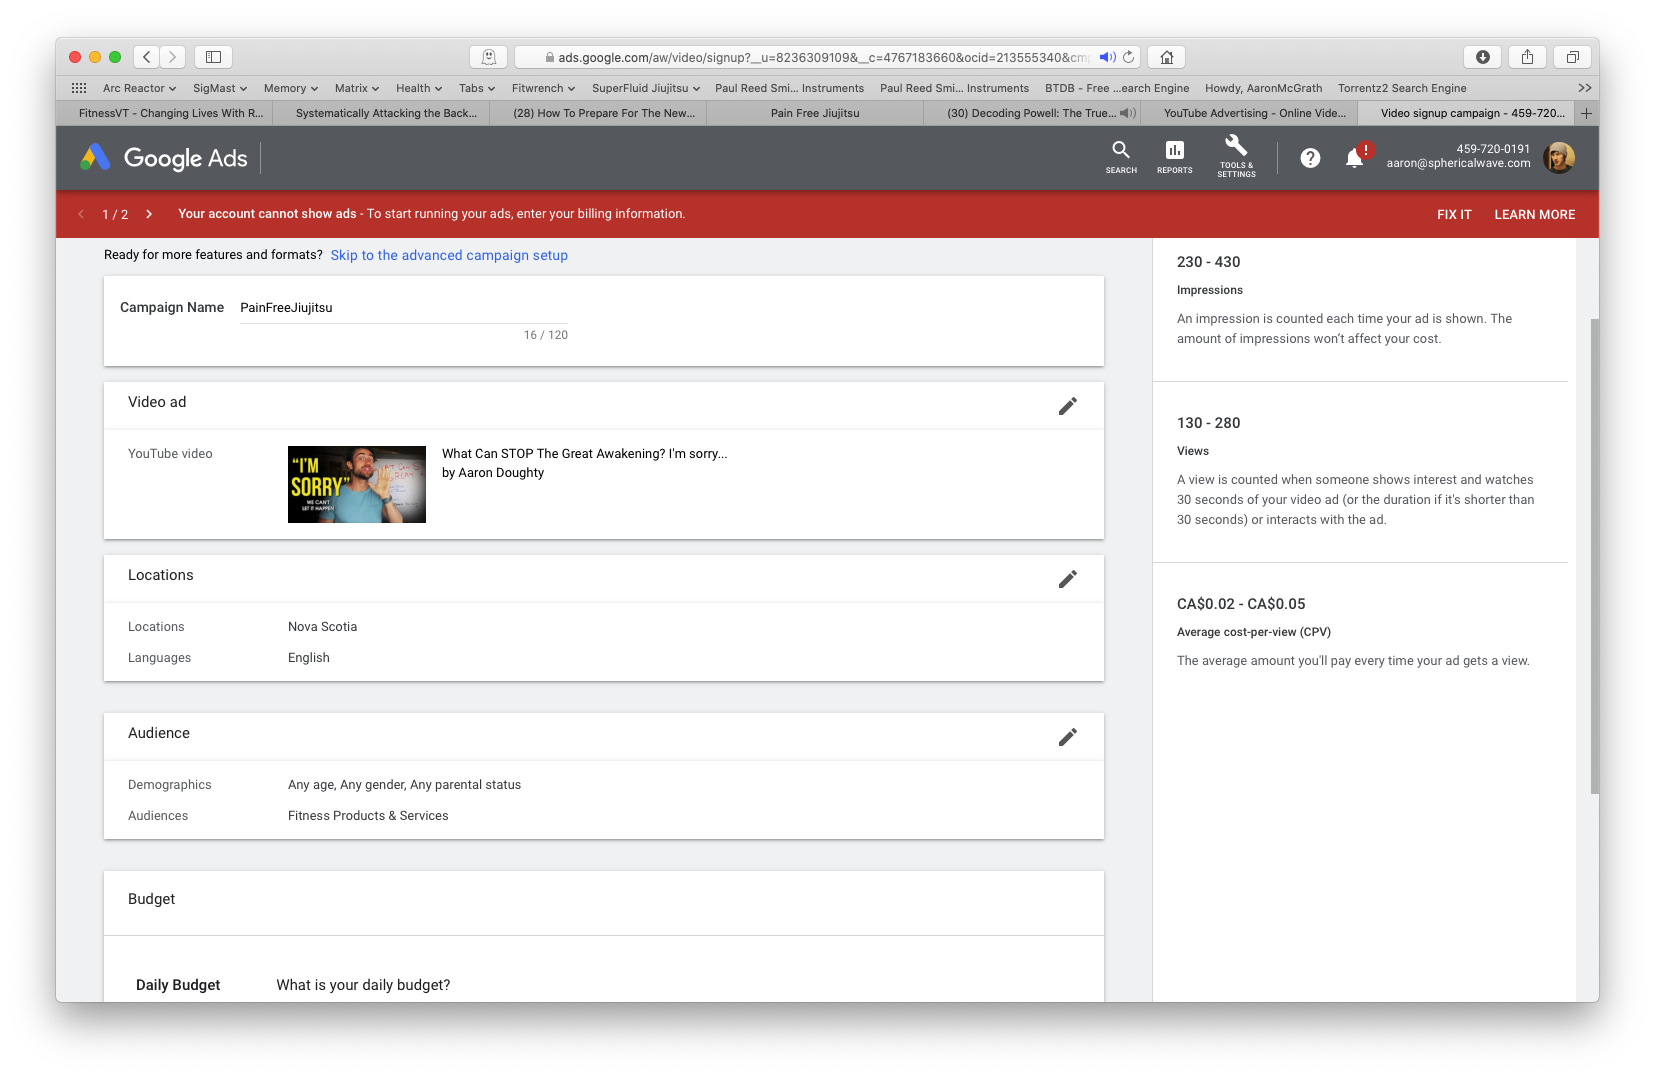 ads.google.com/aw/video/signup?__u=8236309109&__c=4767183660&ocid=213555340&cm
Arc Reactor SigMast Memory Matrix Health Tabs Fitwrench SuperFluid Jiujitsu Paul Reed Smi... Instruments Paul Reed Smi... Instruments BTDB - Free ...earch Engine Howdy, AaronMcGrath Torrentz2 Search Engine >>
FitnessVT - Changing Lives With R... Systematically Attacking the Back... (28) How To Prepare For The New... Pain Free Jiujitsu (30) Decoding Powell: The True... YouTube Advertising - Online Vide... Video signup campaign - 459-720... +
Google Ads
SEARCH
REPORTS
TOOLS &
SETTINGS
?
!
459-720-0191
aaron@sphericalwave.com
1 / 2 Your account cannot show ads - To start running your ads, enter your billing information. FIX IT LEARN MORE
Ready for more features and formats? Skip to the advanced campaign setup
Campaign Name PainFreeJiujitsu
16 / 120
Video ad
YouTube video
"I'M
SORRY"
WE CAN'T
LET IT HAPPEN
What Can STOP The Great Awakening? I'm sorry...
by Aaron Doughty
Locations
Locations Nova Scotia
Languages English
Audience
Demographics Any age, Any gender, Any parental status
Audiences Fitness Products & Services
Budget
Daily Budget What is your daily budget?
230 - 430
Impressions
An impression is counted each time your ad is shown. The
amount of impressions won’t affect your cost.
130 - 280
Views
A view is counted when someone shows interest and watches
30 seconds of your video ad (or the duration if it's shorter than
30 seconds) or interacts with the ad.
CA$0.02 - CA$0.05
Average cost-per-view (CPV)
The average amount you'll pay every time your ad gets a view.